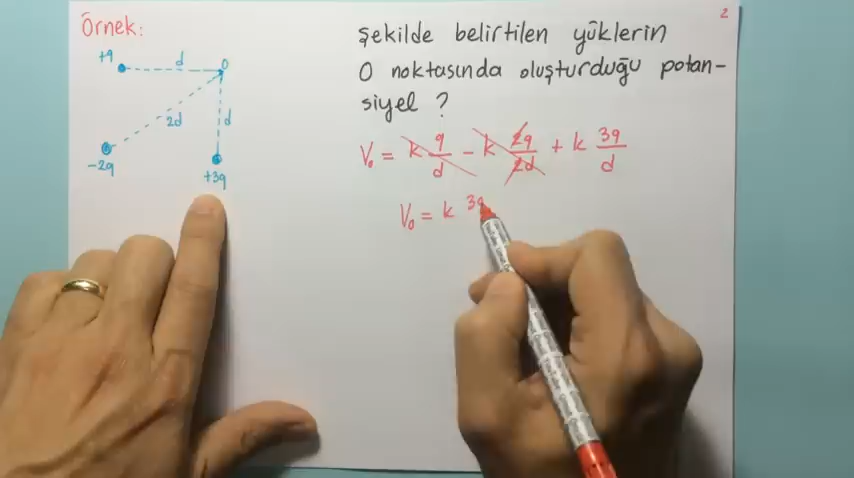 Örnek:
2
şekilde belirtilen yüklerin
O noktasında oluşturduğu potan-
siyel ?
+q
d
O
2d
d
-2q
+3q
V₀ = k q/d - k 2q/2d + k 3q/d
V₀ = k 3q